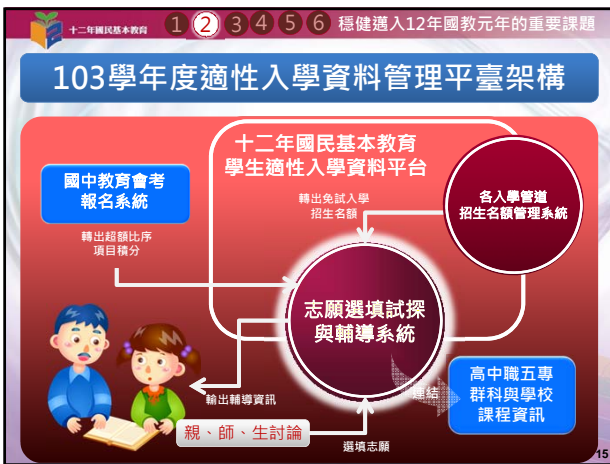 十二年國民基本教育
1 2 3 4 5 6 穩健邁入12年國教元年的重要課題
103學年度適性入學資料管理平臺架構
十二年國民基本教育
學生適性入學資料平台
國中教育會考
報名系統
轉出免試入學
招生名額
各入學管道
招生名額管理系統
轉出超額比序
項目積分
志願選填試探
與輔導系統
輸出輔導資訊
連結
高中職五專
群科與學校
課程資訊
親、師、生討論
選填志願
15